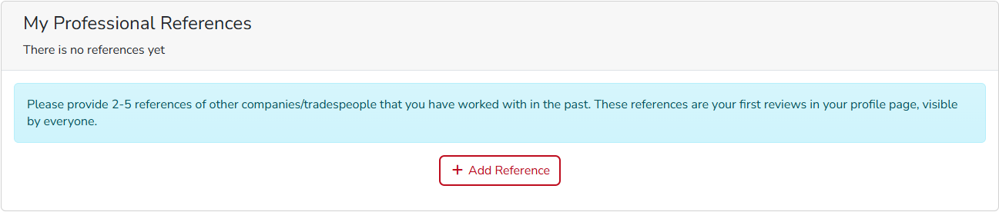 My Professional References
There is no references yet
Please provide 2-5 references of other companies/tradespeople that you have worked with in the past. These references are your first reviews in your profile page, visible
by everyone.
+ Add Reference